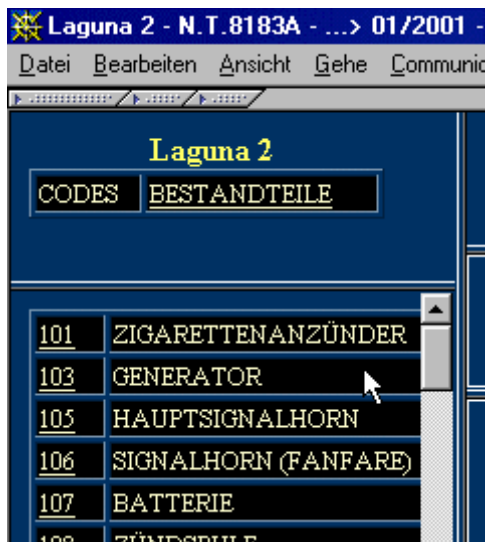 Laguna 2 - N.T.8183A - ...> 01/2001 -
Datei Bearbeiten Ansicht Gehe
Laguna 2
CODES BESTANDTEILE
101 ZIGARETTENANZÜNDER
103 GENERATOR
105 HAUPTSIGNALHORN
106 SIGNALHORN (FANFARE)
107 BATTERIE